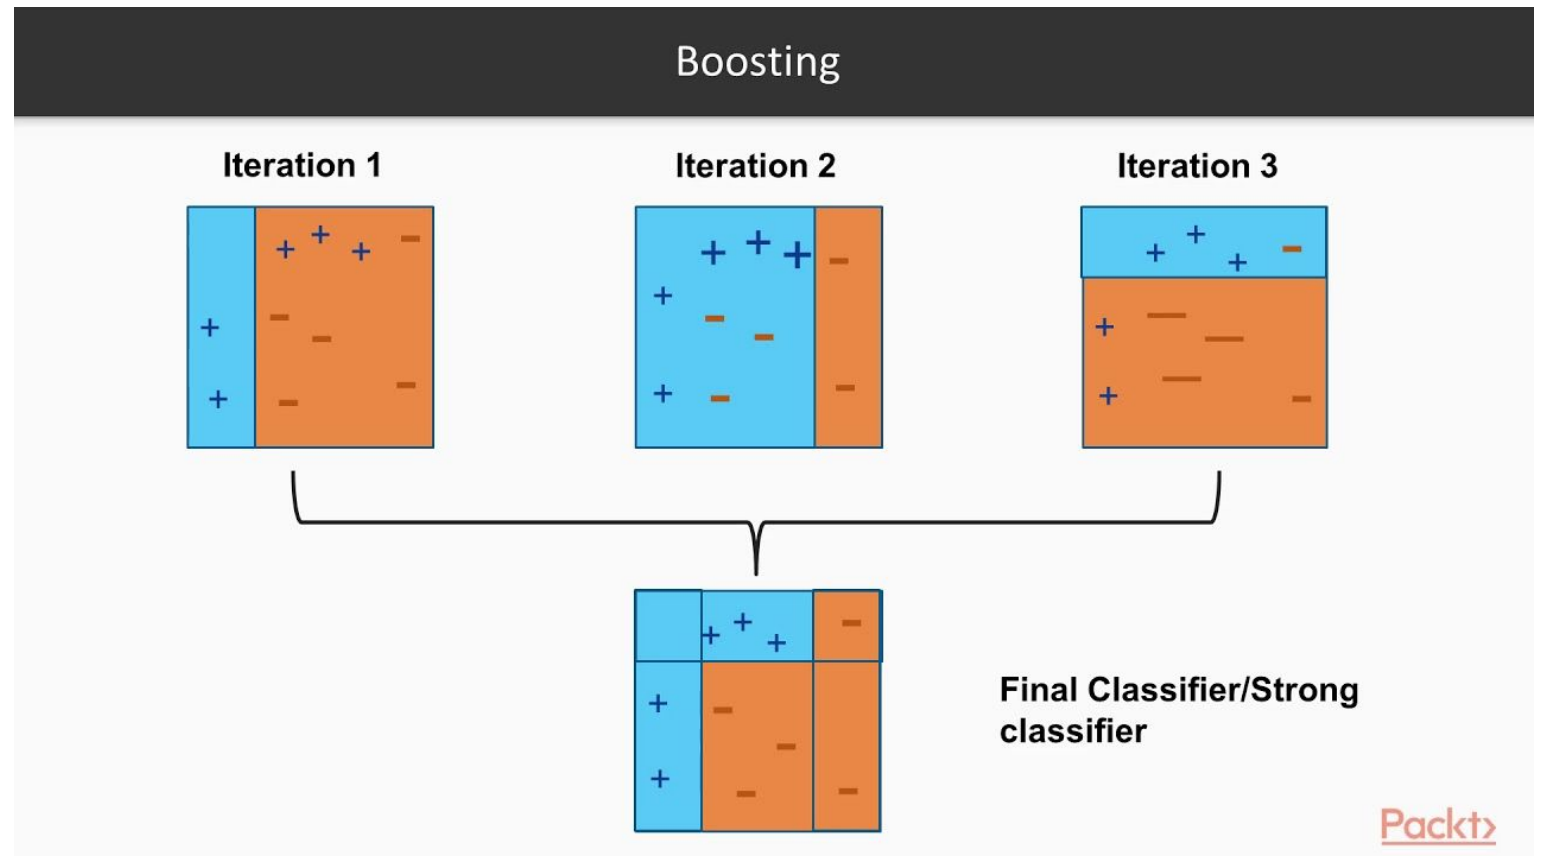 Boosting
Iteration 1
Iteration 2
Iteration 3
Final Classifier/Strong
classifier
Packt>